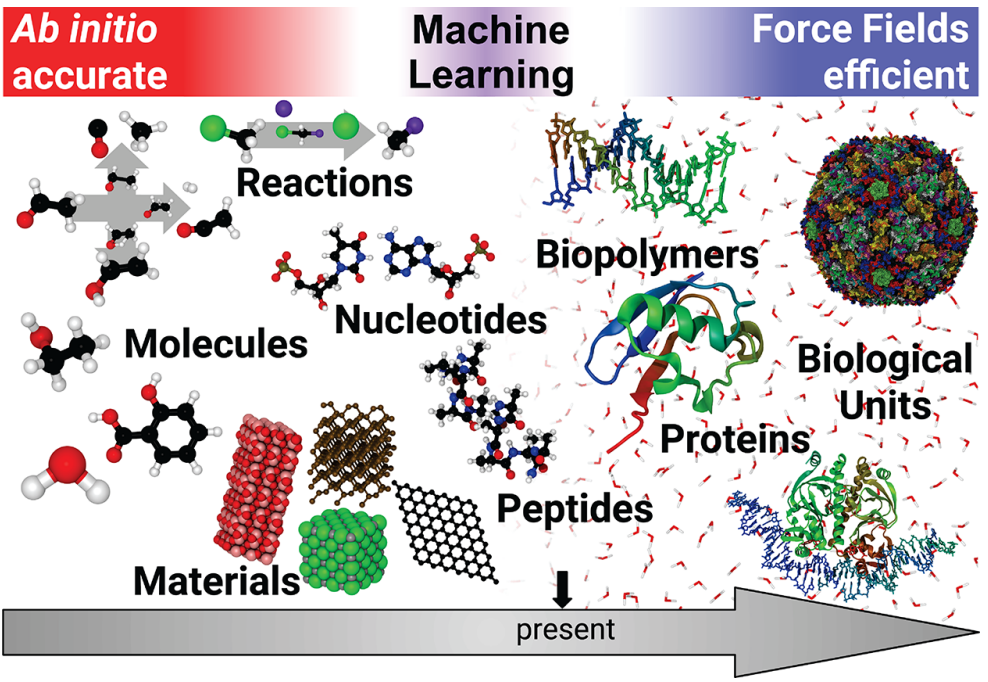 Ab initio
accurate
Machine
Learning
Force Fields
efficient
Reactions
Biopolymers
Nucleotides
Molecules
Biological
Units
Proteins
Peptides
Materials
present